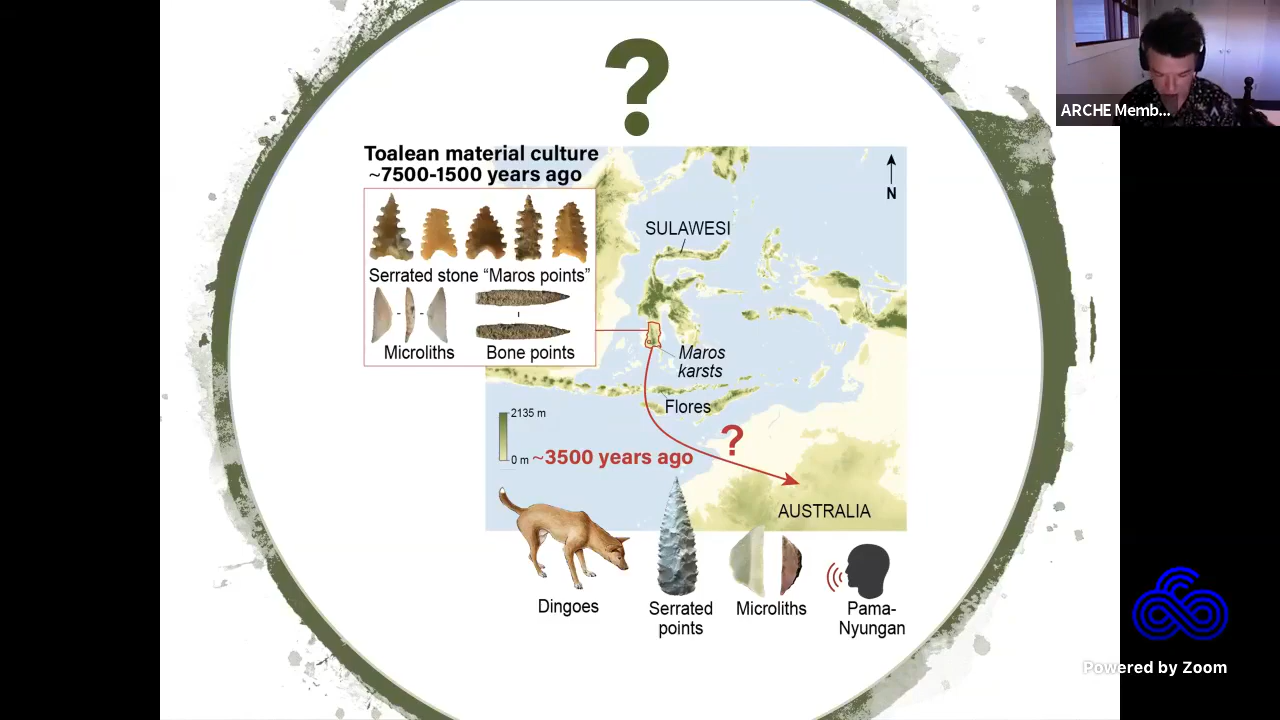 ?
ARCHE Memb...
Toalean material culture
~7500-1500 years ago
N
SULAWESI
Serrated stone “Maros points”
Microliths
Bone points
Maros
karsts
Flores
2135 m
0 m
~3500 years ago
?
AUSTRALIA
Dingoes
Serrated
points
Microliths
Pama-
Nyungan
Powered by Zoom